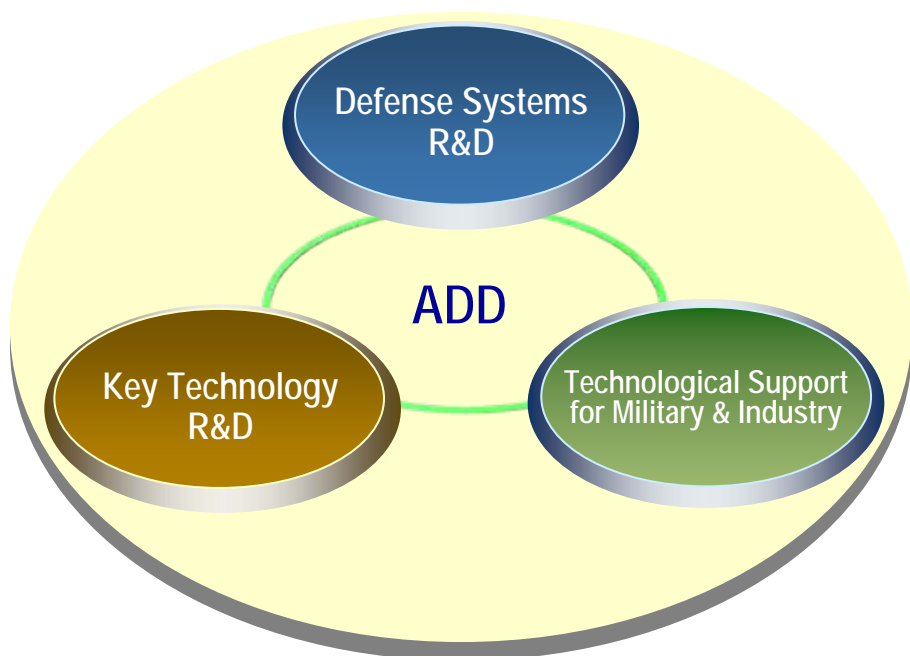 Defense Systems
R&D
ADD
Key Technology
R&D
Technological Support
for Military & Industry